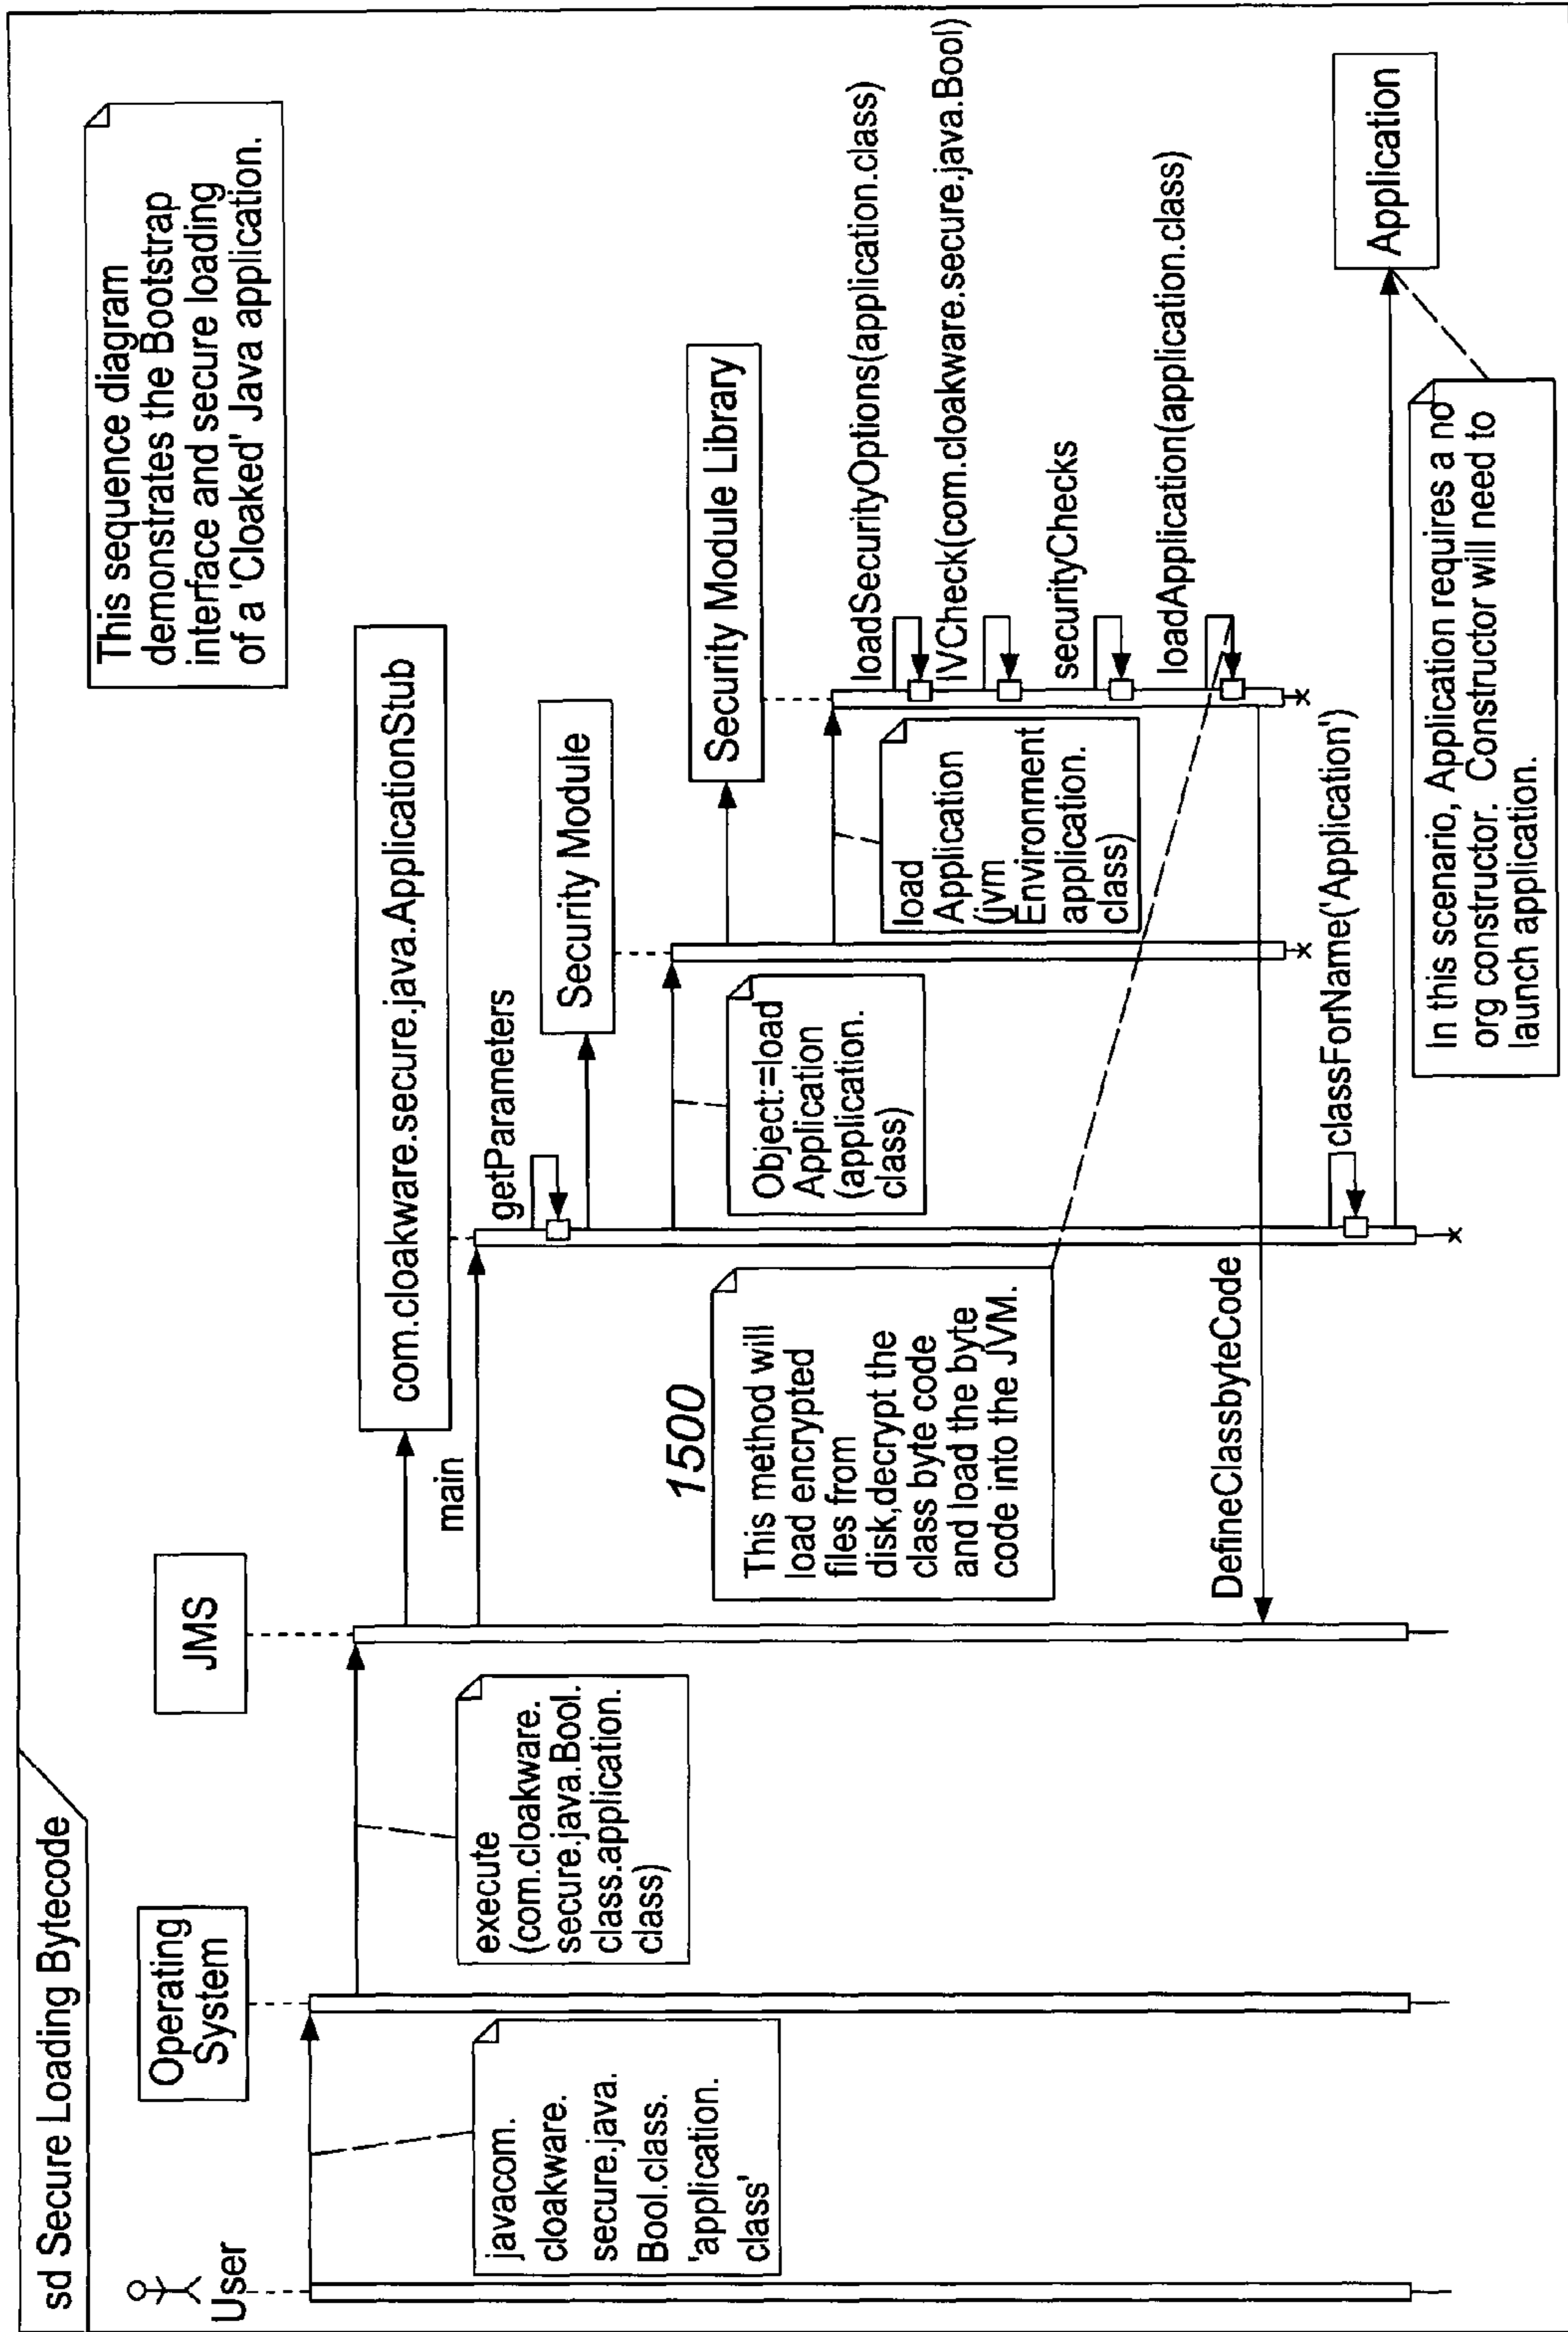 sd Secure Loading Bytecode
This sequence diagram
demonstrates the Bootstrap
interface and secure loading
of a 'Cloaked' Java application.
User
Operating
System
JMS
com.cloakware.secure.java.ApplicationStub
Security Module
Security Module Library
Application
javacom.
cloakware.
secure.java.
Bool.class.
'application.
class'
execute
(com.cloakware.
secure.java.Bool.
class.application.
class)
main
getParameters
1500
This method will
load encrypted
files from
disk,decrypt the
class byte code
and load the byte
code into the JVM.
Object:=load
Application
(application.
class)
load
Application
(jvm
Environment
application.
class)
loadSecurityOptions(application.class)
IVCheck(com.cloakware.secure.java.Bool)
securityChecks
loadApplication(application.class)
DefineClassbyteCode
classForName('Application')
In this scenario, Application requires a no
org constructor. Constructor will need to
launch application.